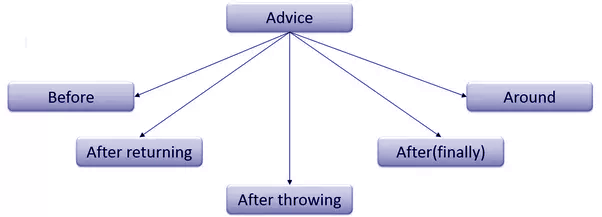 Advice
Before
Around
After returning
After(finally)
After throwing